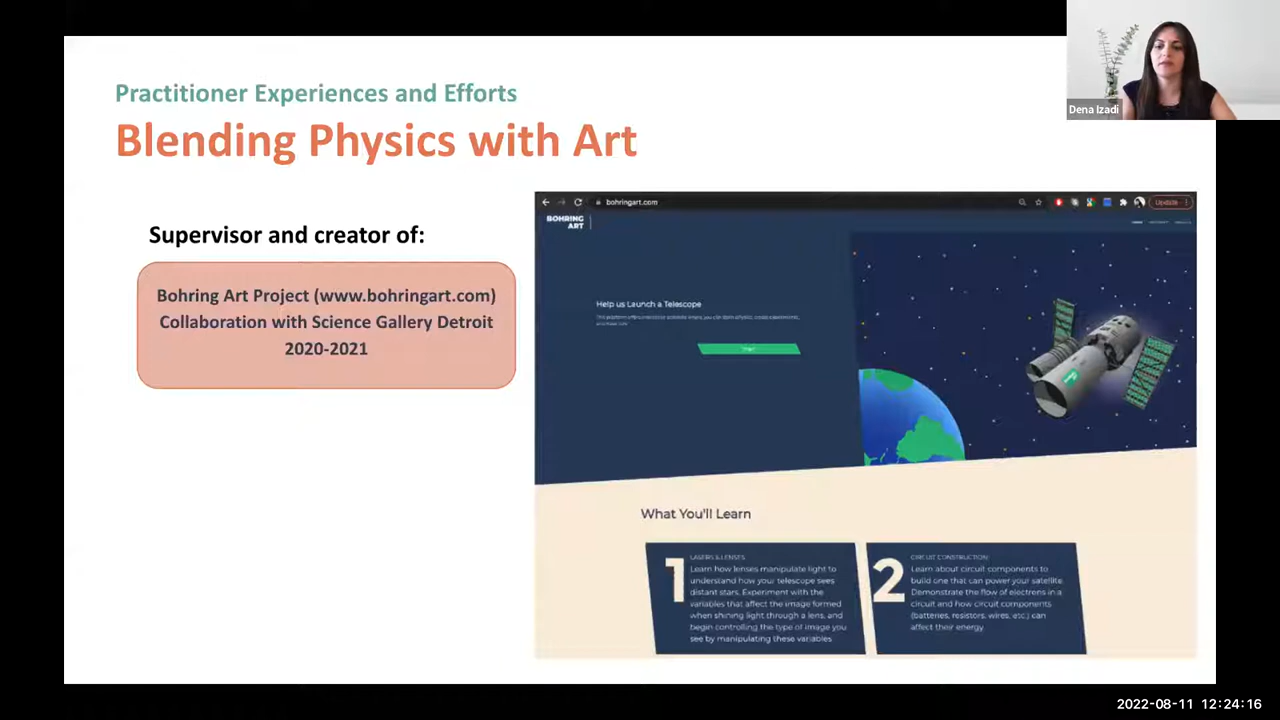 Practitioner Experiences and Efforts
Blending Physics with Art
Dena Izadi
Supervisor and creator of:
Bohring Art Project (www.bohringart.com)
Collaboration with Science Gallery Detroit
2020-2021
bohringart.com
Update
BOHRING
ART
Help us Launch a Telescope
What You'll Learn
1
LASERS & LENSES
Learn how lenses manipulate light to
understand how your telescope sees
distant stars. Experiment with the
variables that affect the image formed
when shining light through a lens, and
begin controlling the type of image you
see by manipulating these variables
2
CIRCUIT CONSTRUCTION
Learn about circuit components to
build one that can power your satellite.
Demonstrate the flow of electrons in a
circuit and how circuit components
(batteries, resistors, wires, etc.) can
affect their energy.
2022-08-11 12:24:16